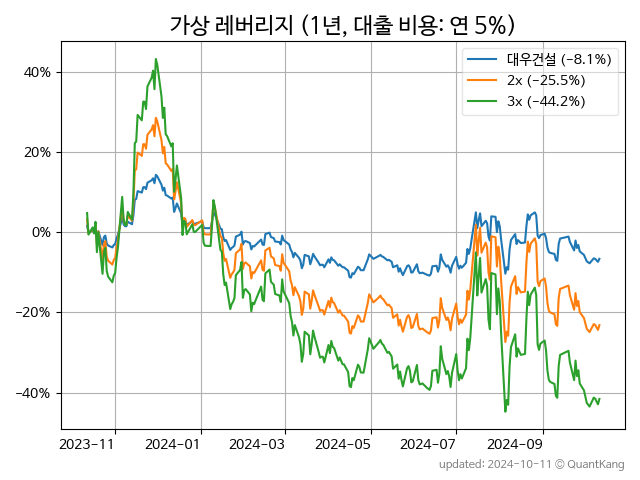 가상 레버리지 (1년, 대출 비용: 연 5%)
대우건설 (-8.1%)
2x (-25.5%)
3x (-44.2%)
40%
20%
0%
-20%
-40%
2023-11 2024-01 2024-03 2024-05 2024-07 2024-09
updated: 2024-10-11 © QuantKang